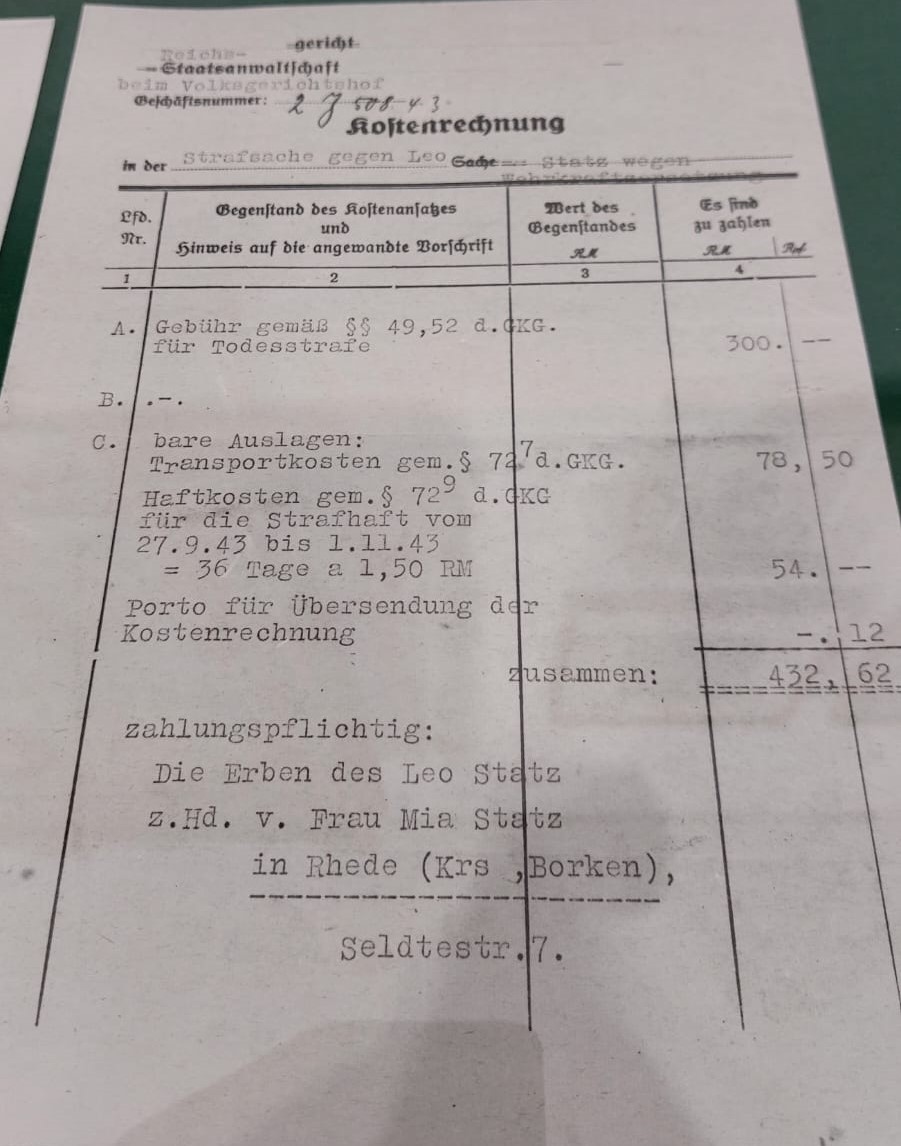 gericht
Reichs-
Staatsanwaltschaft
beim Volksgerichtshof
Geschäftsnummer: 2 J 508-43
Kostenrechnung
in der Strafsache gegen Leo Sache Statz wegen
Wehrkraftzersetzung
Lfd. Nr.
Gegenstand des Kostenansatzes
und
Hinweis auf die angewandte Vorschrift
Wert des
Gegenstandes
RM
Es sind
zu zahlen
RM Rpf
1 2 3 4
A. Gebühr gemäß §§ 49,52 d.GKG.
für Todesstrafe 300. --
B. .-.
C. bare Auslagen:
Transportkosten gem.§ 72⁷ d.GKG. 78, 50
Haftkosten gem.§ 72⁹ d.GKG
für die Strafhaft vom
27.9.43 bis 1.11.43
= 36 Tage a 1,50 RM 54. --
Porto für Übersendung der
Kostenrechnung -. 12
zusammen: 432, 62
zahlungspflichtig:
Die Erben des Leo Statz
z.Hd. v. Frau Mia Statz
in Rhede (Krs ,Borken),
Seldtestr.7.